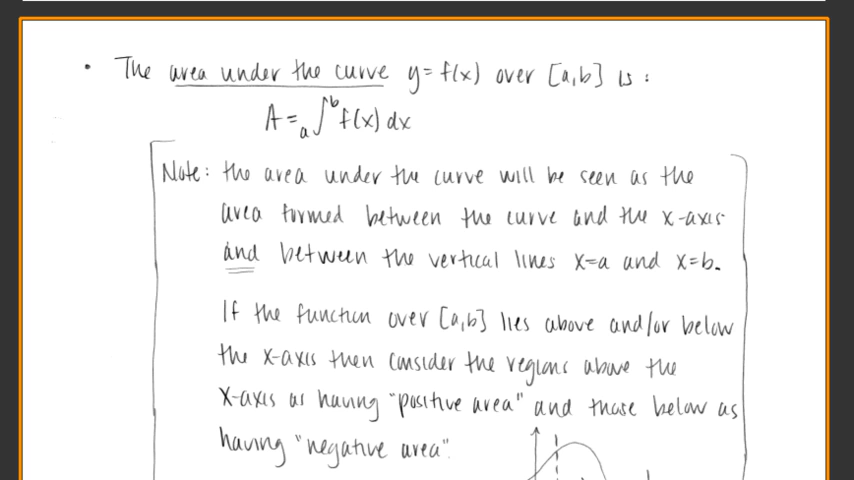 • The area under the curve y=f(x) over [a,b] is:
A = a∫b f(x) dx
Note: the area under the curve will be seen as the
area formed between the curve and the x-axis
and between the vertical lines x=a and x=b.
If the function over [a,b] lies above and/or below
the x-axis then consider the regions above the
x-axis as having "positive area" and those below as
having "negative area".